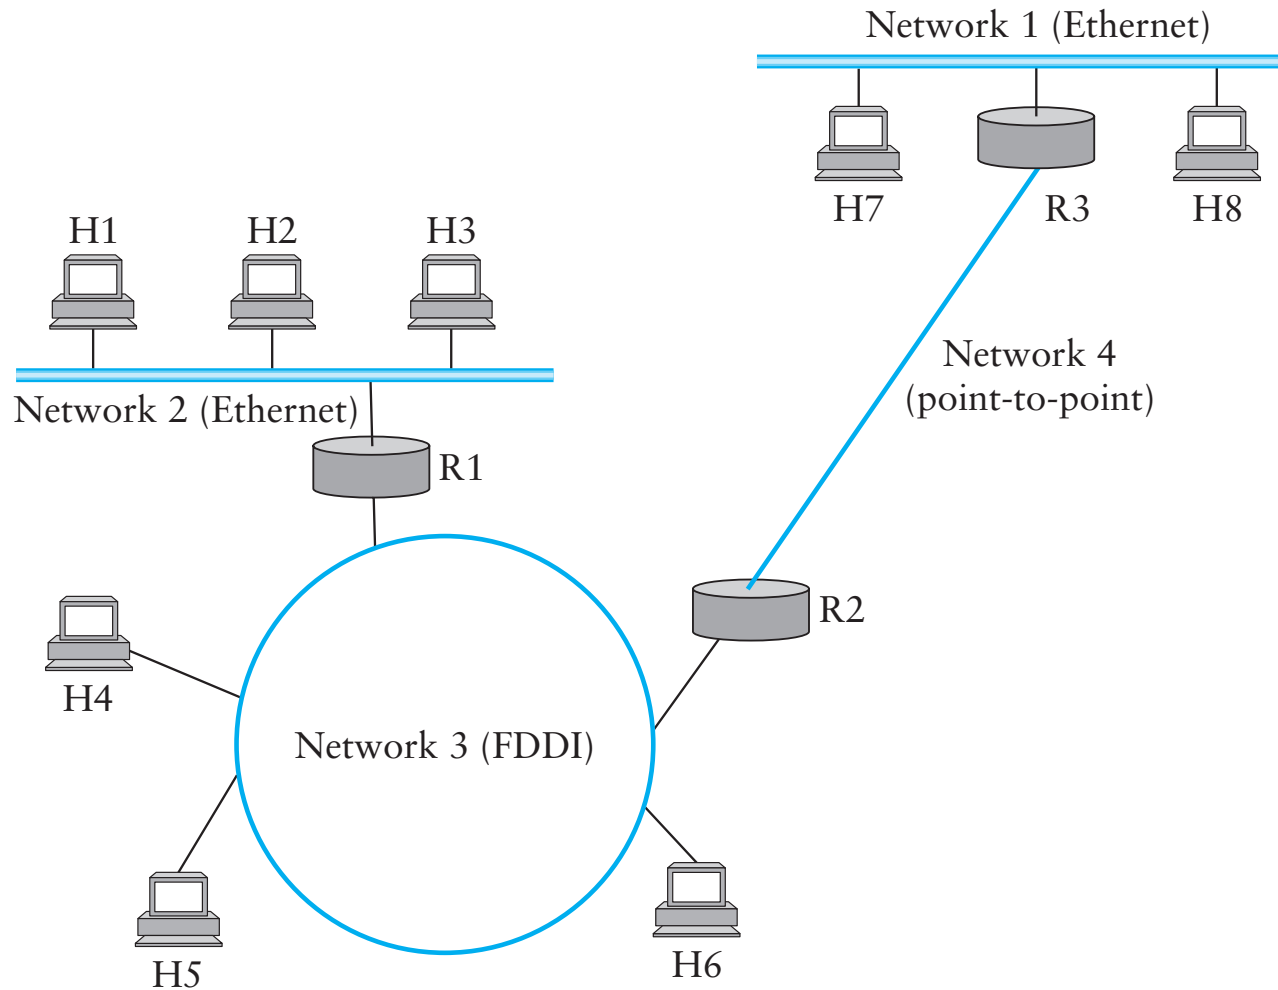 Network 1 (Ethernet)
H7
R3
H8
H1
H2
H3
Network 2 (Ethernet)
R1
Network 4
(point-to-point)
R2
H4
Network 3 (FDDI)
H5
H6